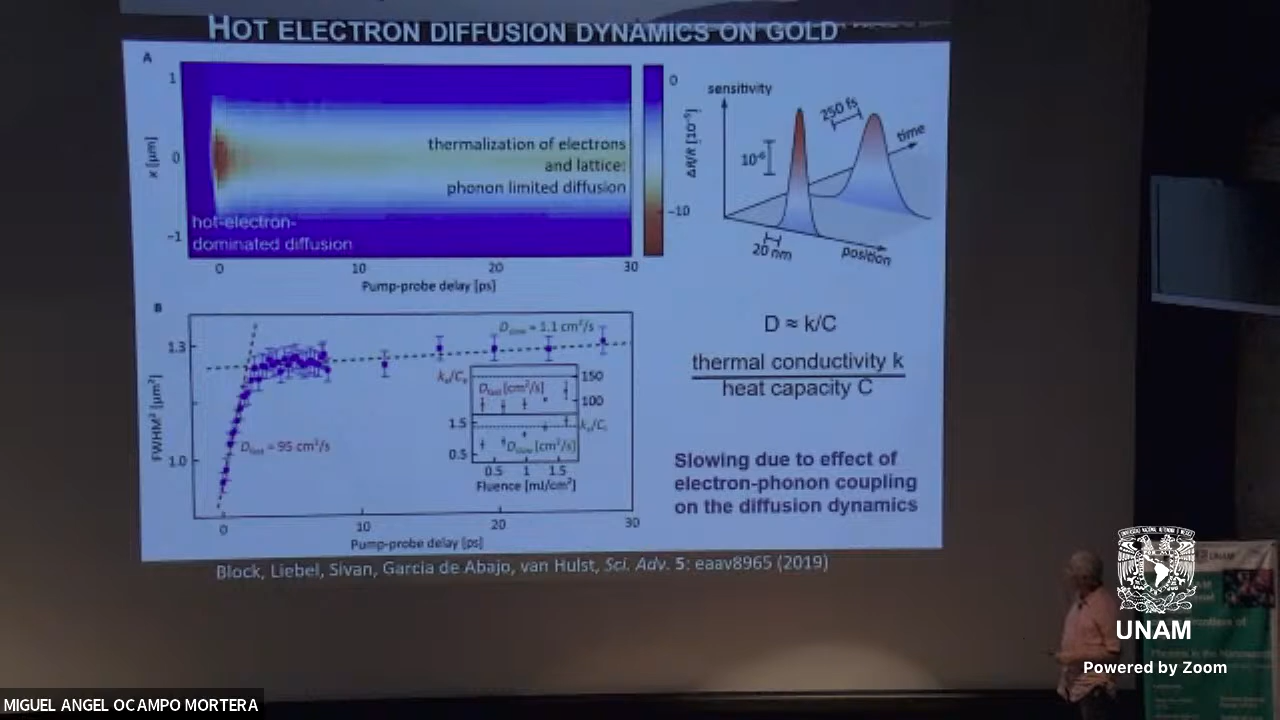 HOT ELECTRON DIFFUSION DYNAMICS ON GOLD
A
1
0
-1
x [μm]
thermalization of electrons
and lattice:
phonon limited diffusion
hot-electron-
dominated diffusion
0
10
20
30
Pump-probe delay [ps]
0
-10
ΔR/R [10⁻⁵]
sensitivity
250 fs
time
10⁻⁶
20 nm
position
B
1.3
1.0
FWHM² [μm²]
D_slow = 1.1 cm²/s
D_fast = 95 cm²/s
kₑ/Cₑ
D_fast [cm²/s]
150
100
1.5
0.5
D_slow [cm²/s]
0.5
1
1.5
Fluence [mJ/cm²]
0
10
20
30
Pump-probe delay [ps]
D ≈ k/C
thermal conductivity k
heat capacity C
Slowing due to effect of
electron-phonon coupling
on the diffusion dynamics
Block, Liebel, Sivan, Garcia de Abajo, van Hulst, Sci. Adv. 5: eaav8965 (2019)
UNAM
Powered by Zoom
MIGUEL ANGEL OCAMPO MORTERA